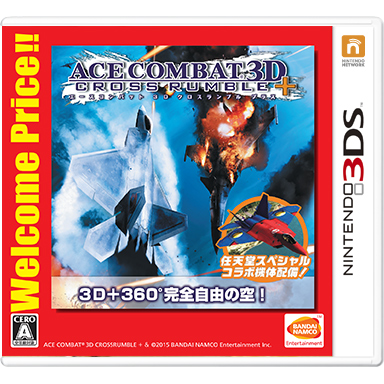 Welcome Price!!
ACE COMBAT 3D
CROSS RUMBLE+
エースコンバット 3D クロスランブル プラス
任天堂スペシャル
コラボ機体配備!
3D+360°完全自由の空!
NINTENDO
NETWORK
NINTENDO3DS
CERO
A
BANDAI
NAMCO
Entertainment
ACE COMBAT® 3D CROSSRUMBLE + & ©2015 BANDAI NAMCO Entertainment Inc.